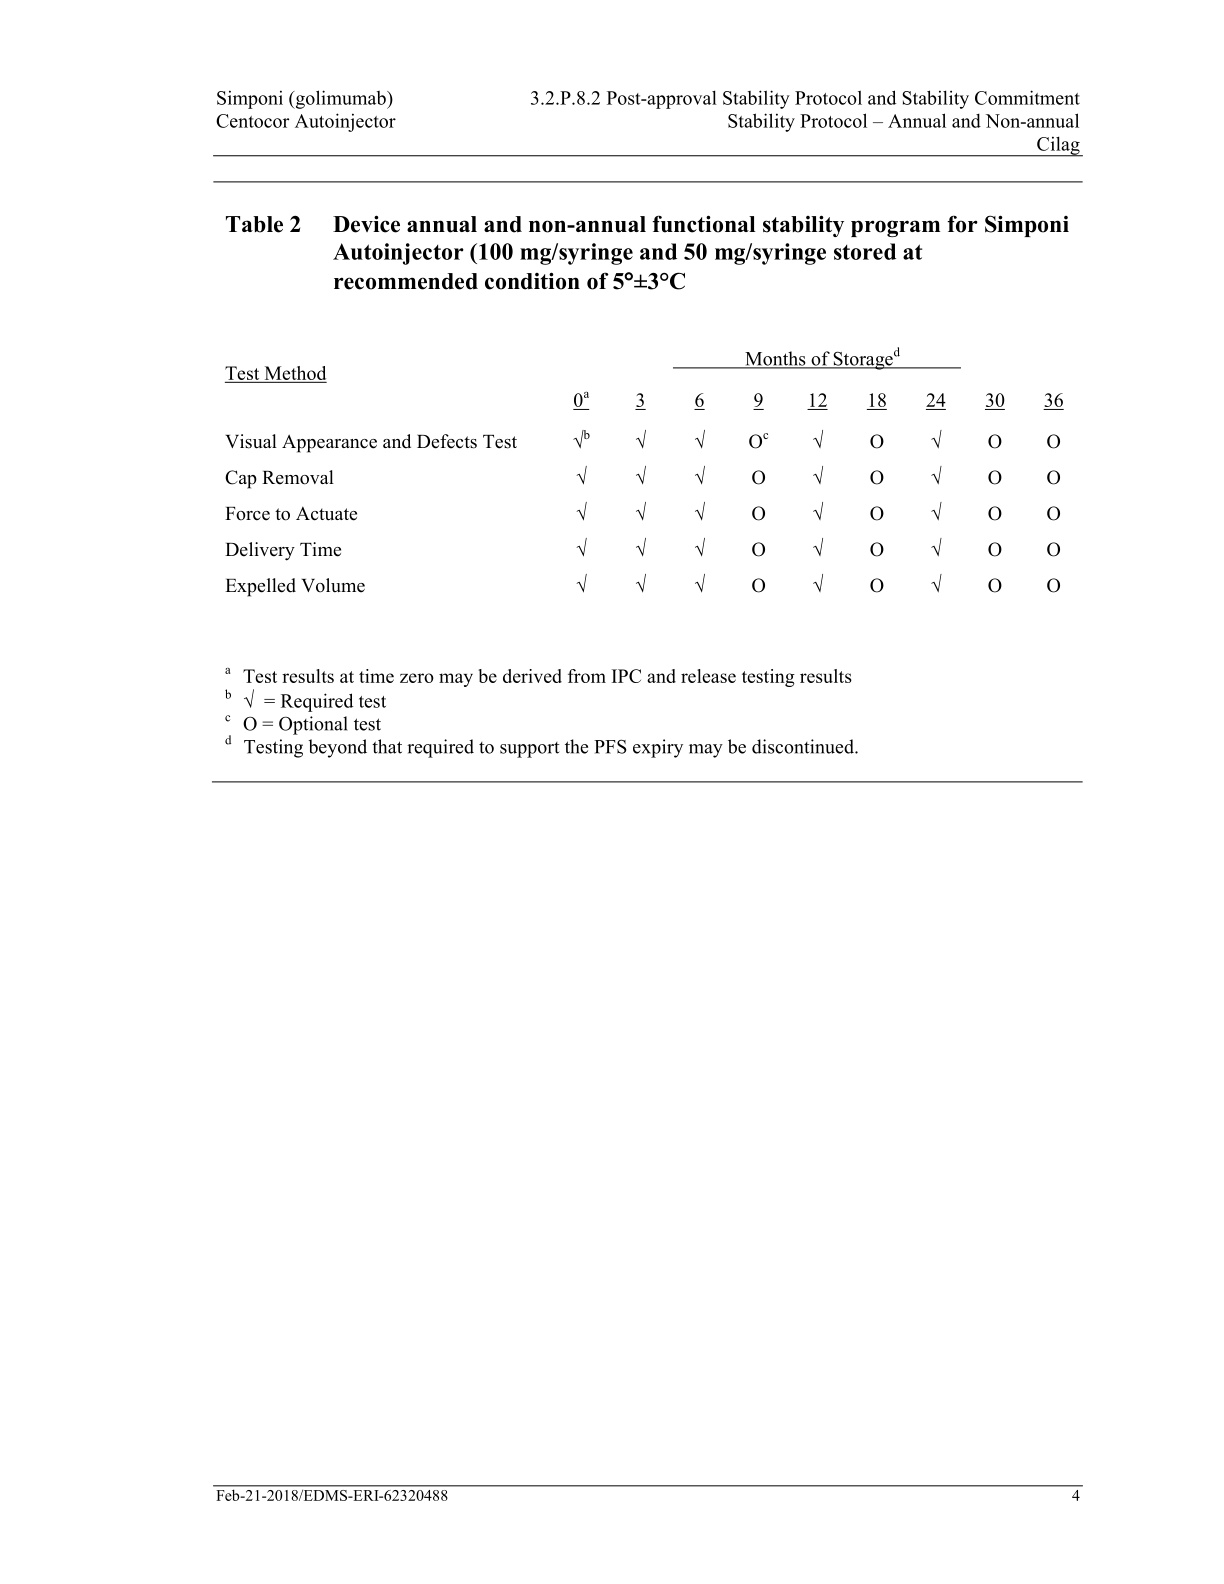 Simponi (golimumab) 3.2.P.8.2 Post-approval Stability Protocol and Stability Commitment
Centocor Autoinjector Stability Protocol – Annual and Non-annual
Cilag
Table 2 Device annual and non-annual functional stability program for Simponi
Autoinjector (100 mg/syringe and 50 mg/syringe stored at
recommended condition of 5°±3°C
Months of Storage^d
Test Method
0^a 3 6 9 12 18 24 30 36
Visual Appearance and Defects Test √^b √ √ O^c √ O √ O O
Cap Removal √ √ √ O √ O √ O O
Force to Actuate √ √ √ O √ O √ O O
Delivery Time √ √ √ O √ O √ O O
Expelled Volume √ √ √ O √ O √ O O
a Test results at time zero may be derived from IPC and release testing results
b √ = Required test
c O = Optional test
d Testing beyond that required to support the PFS expiry may be discontinued.
Feb-21-2018/EDMS-ERI-62320488 4